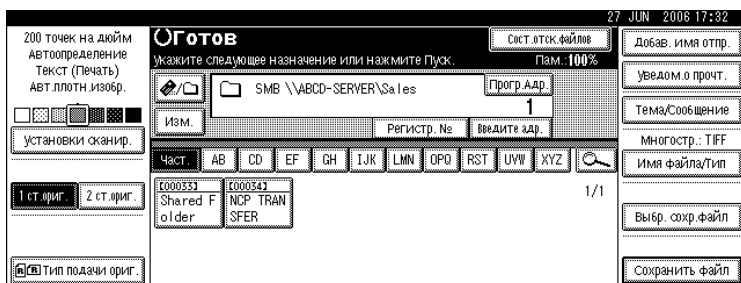 27 JUN 2006 17:32
200 точек на дюйм
Автоопределение
Текст (Печать)
Авт.плотн.изобр.
Установки сканир.
1 ст.ориг.
2 ст.ориг.
Тип подачи ориг.
Готов
Сост.отск.файлов
Укажите следующее назначение или нажмите Пуск.
Пам.:100%
SMB \\ABCD-SERVER\Sales
Прогр.Адр.
1
Изм.
Регистр. №
Введите адр.
Част. AB CD EF GH IJK LMN OPQ RST UVW XYZ
[00033]
Shared F
older
[00034]
NCP TRAN
SFER
1/1
Добав. имя отпр.
Уведом.о прочт.
Тема/Сообщение
Многостр.: TIFF
Имя файла/Тип
Выбр. сохр.файл
Сохранить файл